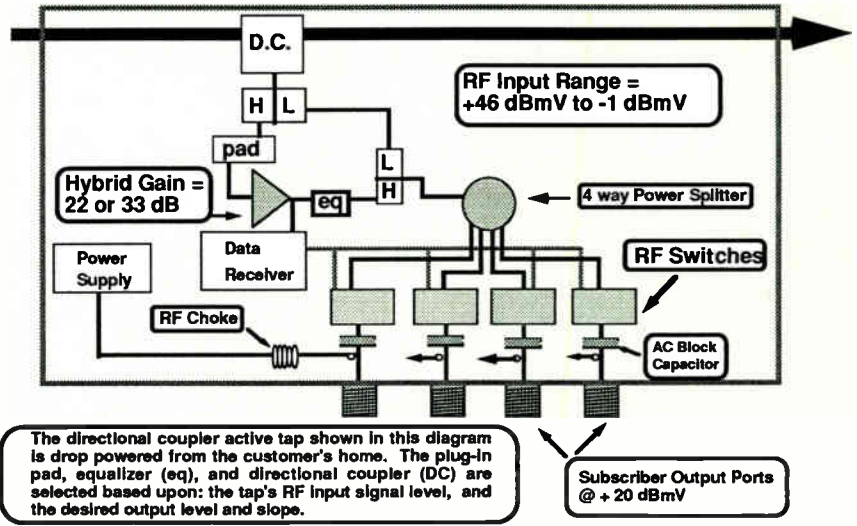 D.C.
H L
RF Input Range =
+46 dBmV to -1 dBmV
pad
L
H
Hybrid Gain =
22 or 33 dB
eq
4 way Power Splitter
Power
Supply
Data
Receiver
RF Switches
RF Choke
AC Block
Capacitor
The directional coupler active tap shown in this diagram
is drop powered from the customer's home. The plug-in
pad, equalizer (eq), and directional coupler (DC) are
selected based upon: the tap's RF input signal level, and
the desired output level and slope.
Subscriber Output Ports
@ + 20 dBmV